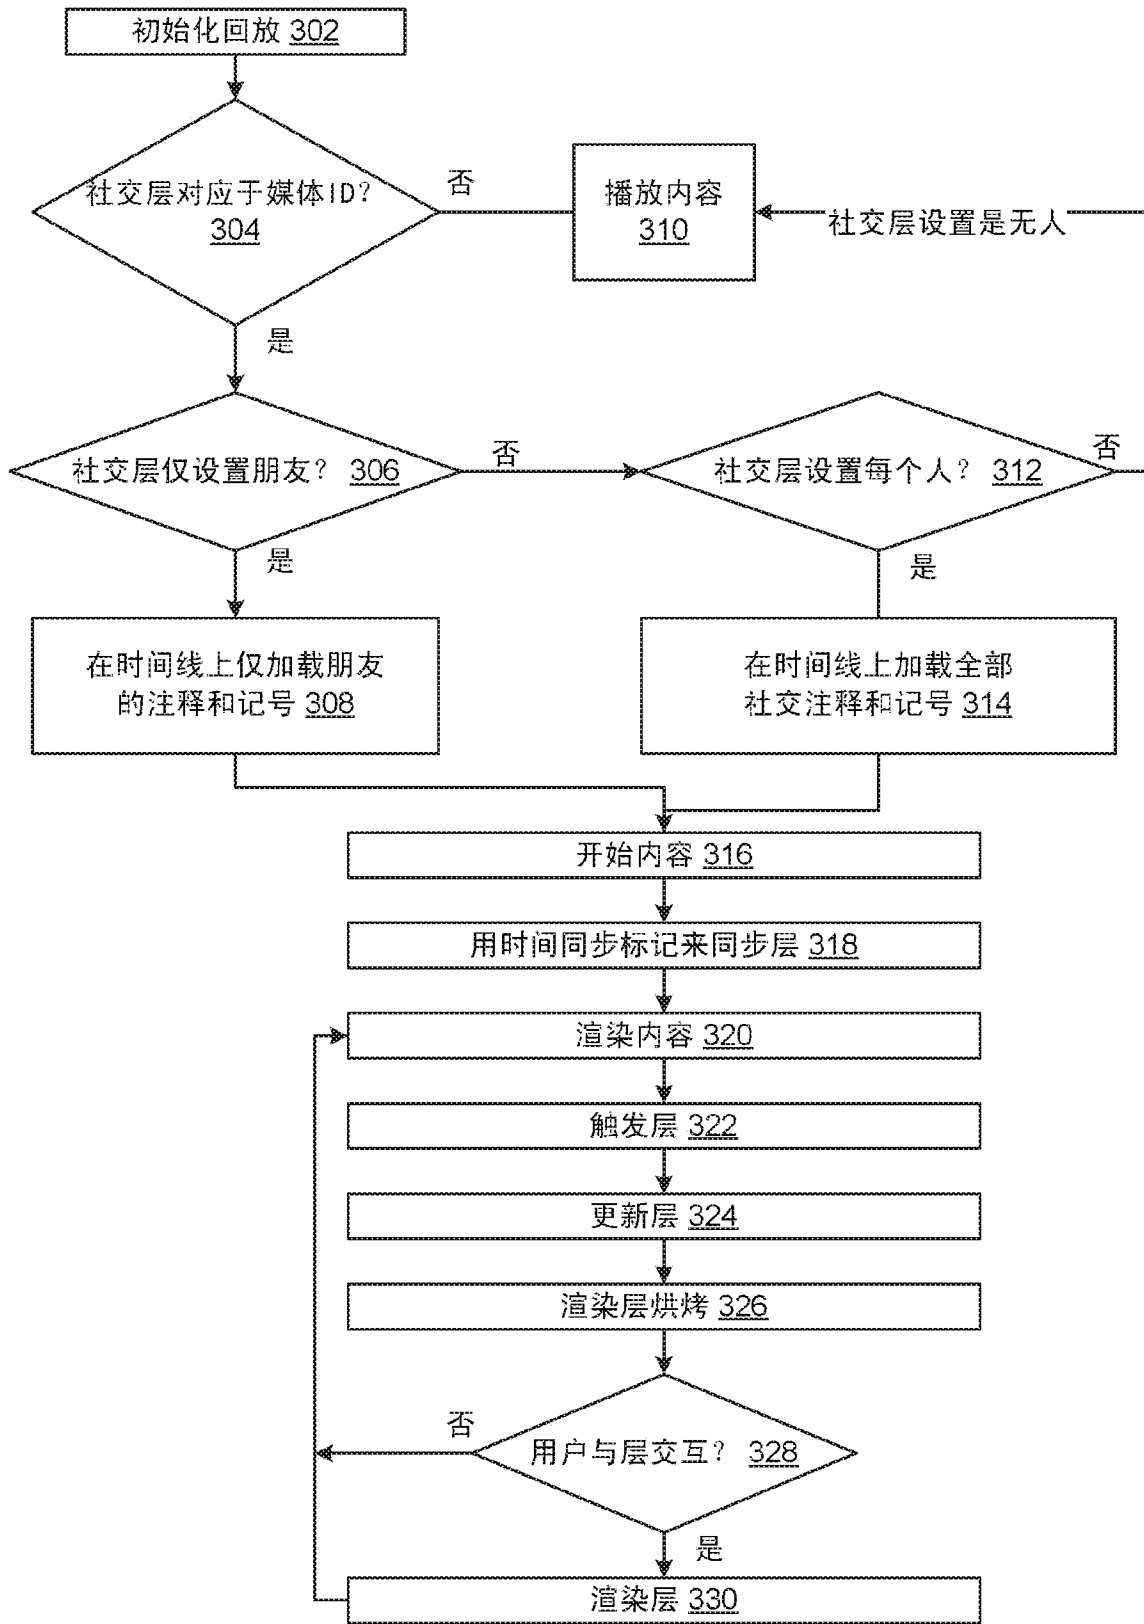 初始化回放 302
社交层对应于媒体ID?
304
否
播放内容
310
社交层设置是无人
是
社交层仅设置朋友? 306
否
社交层设置每个人? 312
否
是
是
在时间线上仅加载朋友
的注释和记号 308
在时间线上加载全部
社交注释和记号 314
开始内容 316
用时间同步标记来同步层 318
渲染内容 320
触发层 322
更新层 324
渲染层烘烤 326
否
用户与层交互? 328
是
渲染层 330